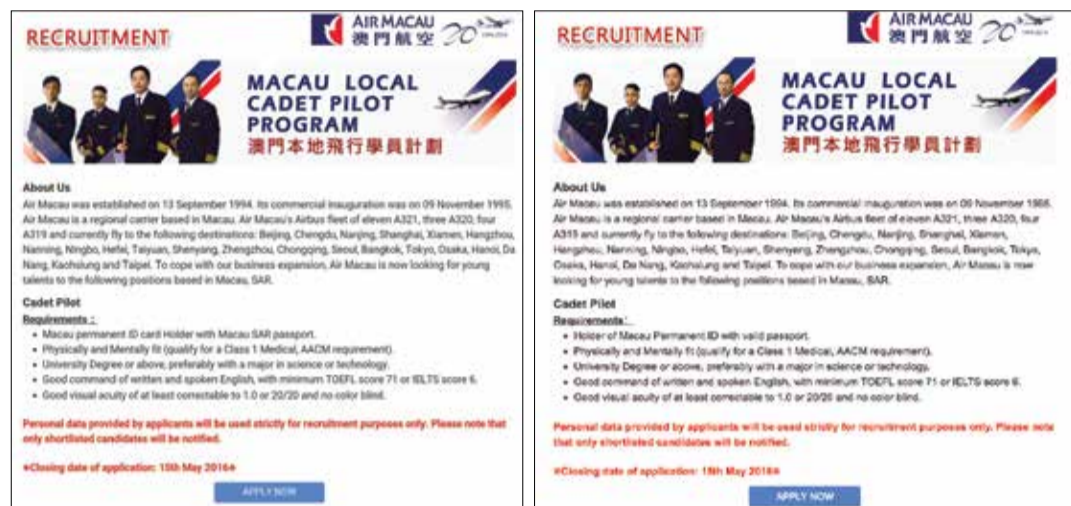 RECRUITMENT
AIR MACAU
澳門航空 20
MACAU LOCAL
CADET PILOT
PROGRAM
澳門本地飛行學員計劃
About Us
Air Macau was established on 13 September 1994. Its commercial inauguration was on 09 November 1995.
Air Macau is a regional carrier based in Macau. Air Macau's Airbus fleet of eleven A321, three A320, four
A319 and currently fly to the following destinations: Beijing, Chengdu, Nanjing, Shanghai, Xiamen, Hangzhou,
Nanning, Ningbo, Hefei, Taiyuan, Shenyang, Zhengzhou, Chongqing, Seoul, Bangkok, Tokyo, Osaka, Hanoi, Da
Nang, Kaohsiung and Taipei. To cope with our business expansion, Air Macau is now looking for young
talents to the following positions based in Macau, SAR.
Cadet Pilot
Requirements :
Macau permanent ID card Holder with Macau SAR passport.
Physically and Mentally fit (qualify for a Class 1 Medical, AACM requirement).
University Degree or above, preferably with a major in science or technology.
Good command of written and spoken English, with minimum TOEFL score 71 or IELTS score 6.
Good visual acuity of at least correctable to 1.0 or 20/20 and no color blind.
Personal data provided by applicants will be used strictly for recruitment purposes only. Please note that
only shortlisted candidates will be notified.
*Closing date of application: 15th May 2016*
APPLY NOW
RECRUITMENT
AIR MACAU
澳門航空 20
MACAU LOCAL
CADET PILOT
PROGRAM
澳門本地飛行學員計劃
About Us
Air Macau was established on 13 September 1994. Its commercial inauguration was on 09 November 1995.
Air Macau is a regional carrier based in Macau. Air Macau's Airbus fleet of eleven A321, three A320, four
A319 and currently fly to the following destinations: Beijing, Chengdu, Nanjing, Shanghai, Xiamen,
Hangzhou, Nanning, Ningbo, Hefei, Taiyuan, Shenyang, Zhengzhou, Chongqing, Seoul, Bangkok, Tokyo,
Osaka, Hanoi, Da Nang, Kaohsiung and Taipei. To cope with our business expansion, Air Macau is now
looking for young talents to the following positions based in Macau, SAR.
Cadet Pilot
Requirements:
Holder of Macau Permanent ID with valid passport.
Physically and Mentally fit (qualify for a Class 1 Medical, AACM requirement).
University Degree or above, preferably with a major in science or technology.
Good command of written and spoken English, with minimum TOEFL score 71 or IELTS score 6.
Good visual acuity of at least correctable to 1.0 or 20/20 and no color blind.
Personal data provided by applicants will be used strictly for recruitment purposes only. Please note
that only shortlisted candidates will be notified.
*Closing date of application: 15th May 2016*
APPLY NOW